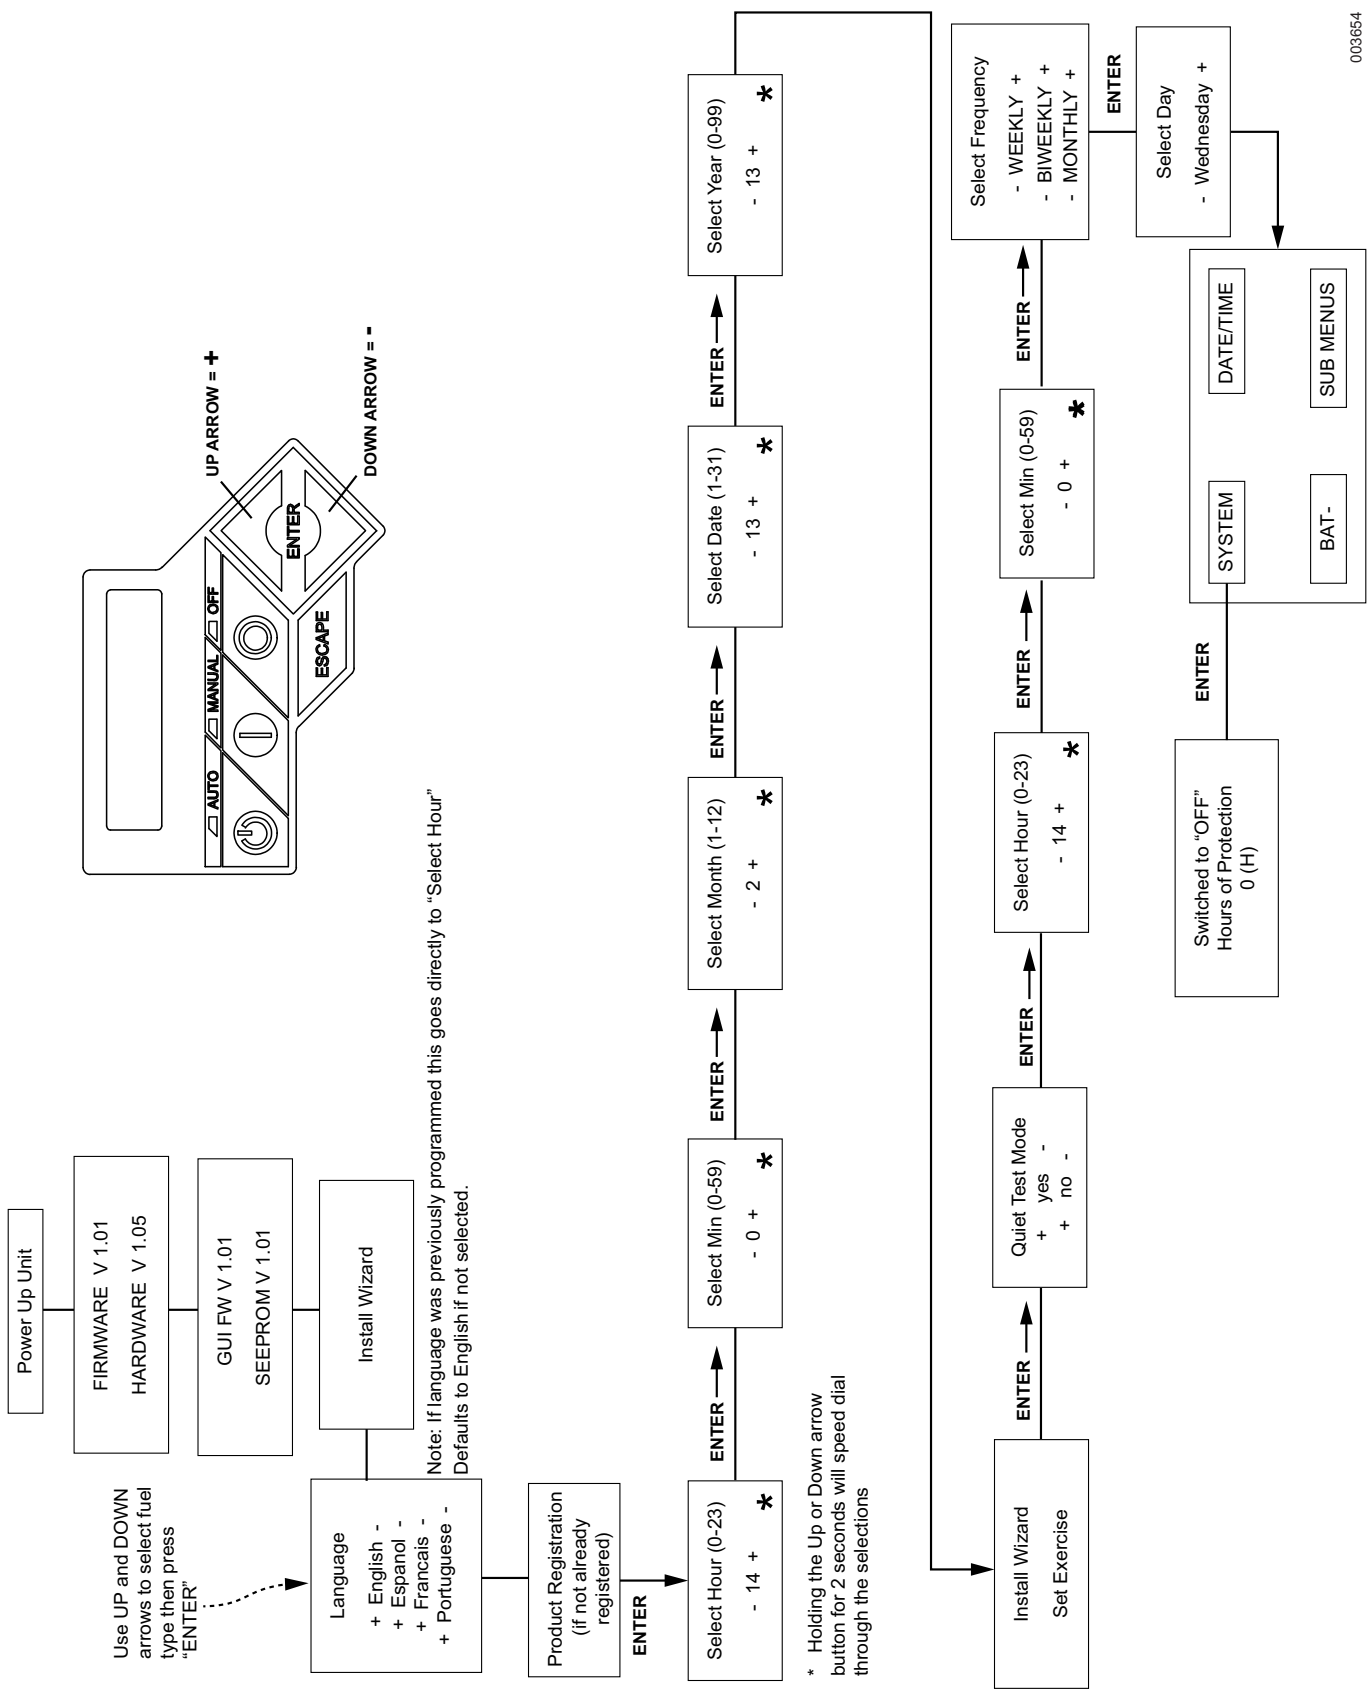 Power Up Unit
FIRMWARE V 1.01
HARDWARE V 1.05
GUI FW V 1.01
SEEPROM V 1.01
Install Wizard
Use UP and DOWN
arrows to select fuel
type then press
“ENTER”
Language
+ English -
+ Espanol -
+ Francais -
+ Portuguese -
Note: If language was previously programmed this goes directly to “Select Hour”
Defaults to English if not selected.
AUTO
MANUAL
OFF
ESCAPE
ENTER
UP ARROW = +
DOWN ARROW = -
Product Registration
(if not already
registered)
ENTER
Select Hour (0-23)
- 14 +
*
ENTER
Select Min (0-59)
- 0 +
*
ENTER
Select Month (1-12)
- 2 +
*
ENTER
Select Date (1-31)
- 13 +
*
ENTER
Select Year (0-99)
- 13 +
*
* Holding the Up or Down arrow
button for 2 seconds will speed dial
through the selections
Install Wizard
Set Exercise
ENTER
Quiet Test Mode
+ yes -
+ no -
ENTER
Select Hour (0-23)
- 14 +
*
ENTER
Select Min (0-59)
- 0 +
*
ENTER
Select Frequency
- WEEKLY +
- BIWEEKLY +
- MONTHLY +
ENTER
Select Day
- Wednesday +
SYSTEM
DATE/TIME
BAT-
SUB MENUS
ENTER
Switched to “OFF”
Hours of Protection
0 (H)
003654